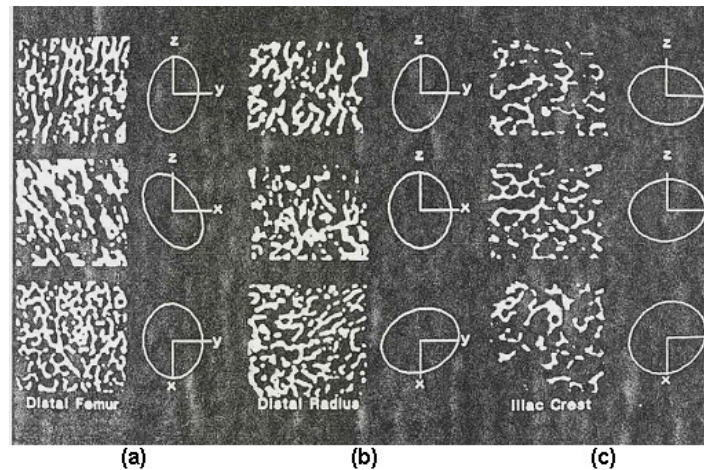 z z z
y y
z z z
x x
y y
x x x
Distal Femur Distal Radius Iliac Crest
(a) (b) (c)